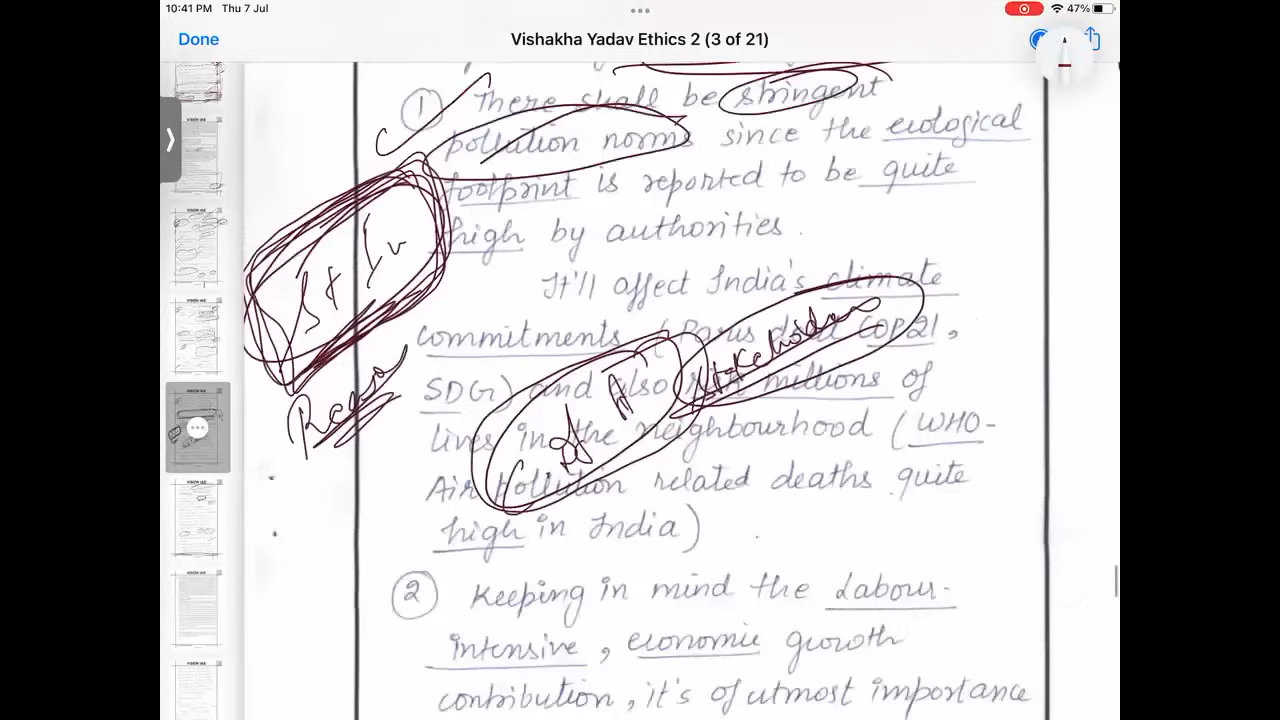 10:41 PM Thu 7 Jul
47%
Done
Vishakha Yadav Ethics 2 (3 of 21)
① There shall be stringent
pollution norms since the ecological
footprint is reported to be quite
high by authorities.
It'll affect India's climate
commitments (Paris deal COP21,
SDG) and also risk millions of
lives in the neighbourhood (WHO-
Air Pollution related deaths quite
high in India)
Stakeholders
② Keeping in mind the Labour-
intensive, economic growth
contribution, it's of utmost importance